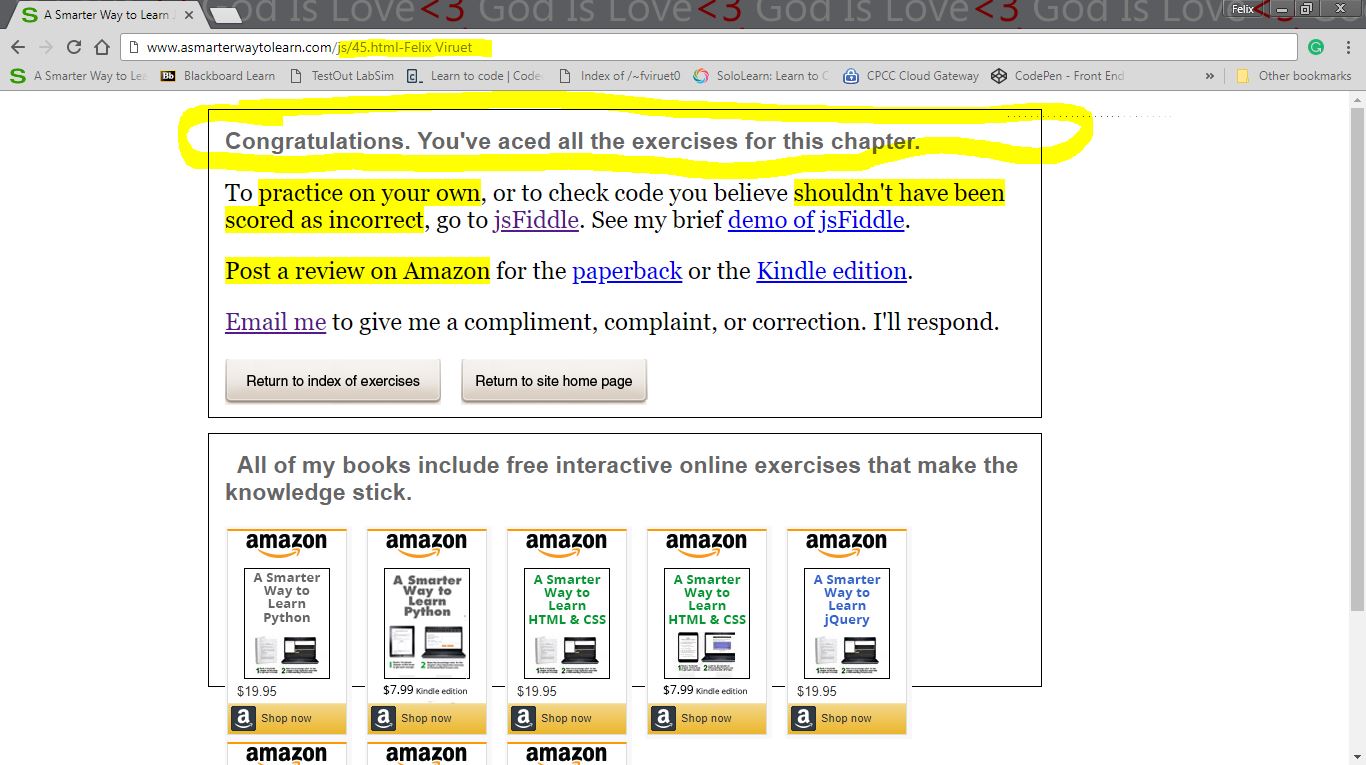 God Is Love<3 God Is Love<3 God Is Love<3 Go
Felix
A Smarter Way to Learn J
www.asmarterwaytolearn.com/js/45.html-Felix Viruet
A Smarter Way to Lea Blackboard Learn TestOut LabSim Learn to code | Code SoloLearn: Learn to C Index of /~fviruet0 CPCC Cloud Gateway CodePen - Front End » Other bookmarks
Congratulations. You've aced all the exercises for this chapter.
To practice on your own, or to check code you believe shouldn't have been
scored as incorrect, go to jsFiddle. See my brief demo of jsFiddle.
Post a review on Amazon for the paperback or the Kindle edition.
Email me to give me a compliment, complaint, or correction. I'll respond.
Return to index of exercises Return to site home page
All of my books include free interactive online exercises that make the
knowledge stick.
amazon amazon amazon amazon amazon
A Smarter A Smarter A Smarter A Smarter A Smarter
Way to Way to Way to Way to Way to
Learn Learn Learn Learn Learn
Python Python HTML & CSS HTML & CSS jQuery
$19.95 $7.99 Kindle edition $19.95 $7.99 Kindle edition $19.95
Shop now Shop now Shop now Shop now Shop now
amazon amazon amazon